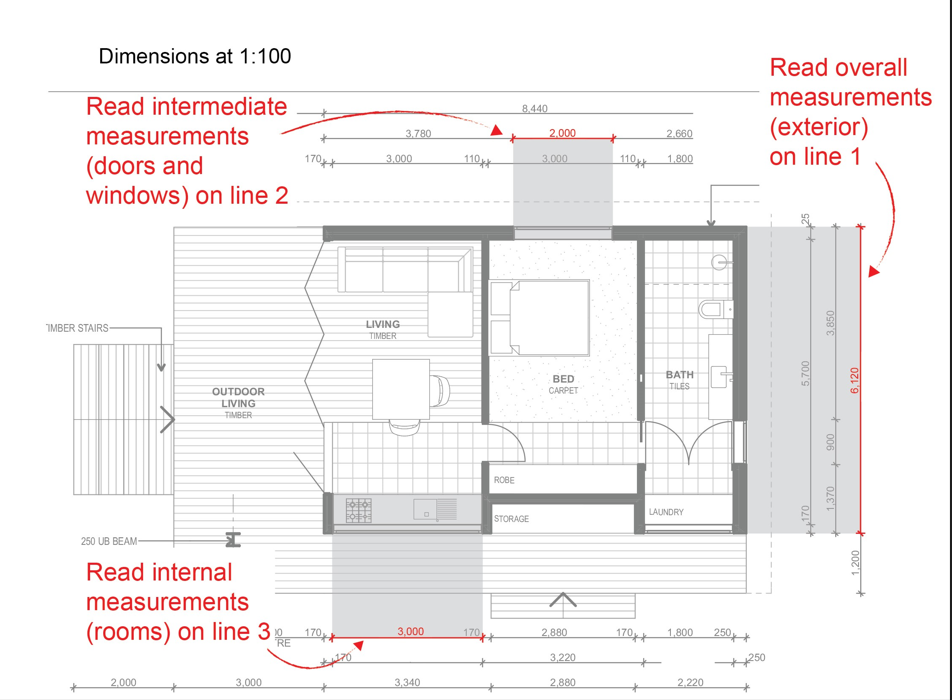 Dimensions at 1:100
Read overall
measurements
(exterior)
on line 1
Read intermediate
measurements
(doors and
windows) on line 2
8,440
3,780 2,000 2,660
170 3,000 110 3,000 110 1,800
25
TIMBER STAIRS
LIVING
TIMBER
OUTDOOR
LIVING
TIMBER
BED
CARPET
BATH
TILES
3,850
5,700
6,120
900
1,370
170
1,200
ROBE
STORAGE
LAUNDRY
250 UB BEAM
Read internal
measurements
(rooms) on line 3
170 3,000 170 2,880 170 1,800 250
RE
170 3,220 250
2,000 3,000 3,340 2,880 2,220